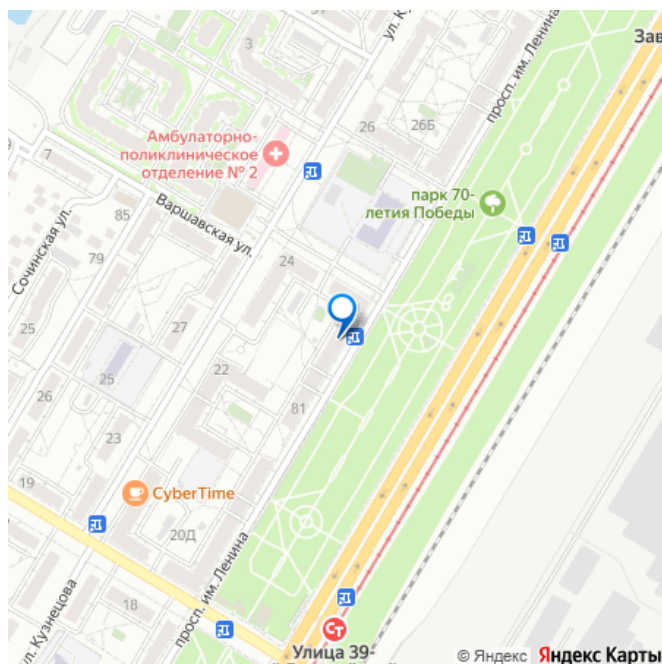 3
ул. К
просп. им. Ленина
Зав
26
26Б
Амбулаторно-
поликлиническое
отделение № 2
7
парк 70-
летия Победы
Варшавская ул.
85
Сочинская ул.
79
24
25
27
22
25
26
81
23
19
CyberTime
20Д
просп. им. Ленина
18
ул. Кузнецова
Ст
Улица 39-
© Яндекс Яндекс Карты